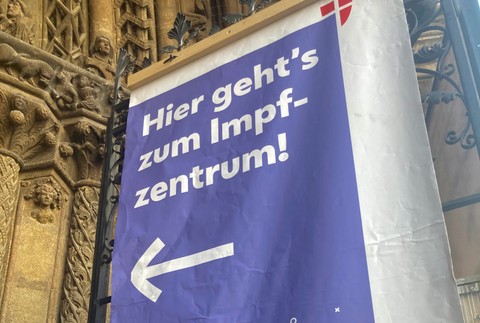 Hier geht's
zum Impf-
zentrum!